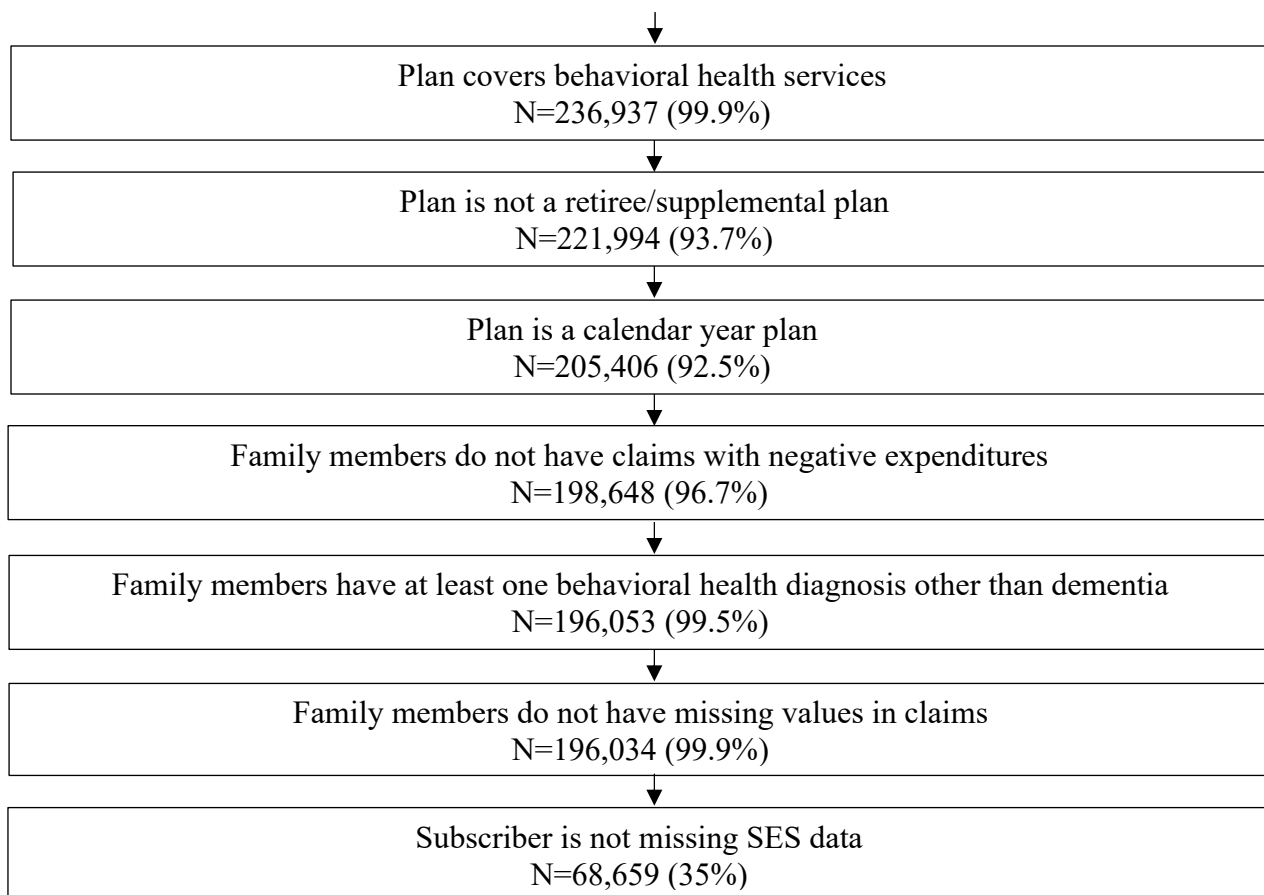 Plan covers behavioral health services
N=236,937 (99.9%)
Plan is not a retiree/supplemental plan
N=221,994 (93.7%)
Plan is a calendar year plan
N=205,406 (92.5%)
Family members do not have claims with negative expenditures
N=198,648 (96.7%)
Family members have at least one behavioral health diagnosis other than dementia
N=196,053 (99.5%)
Family members do not have missing values in claims
N=196,034 (99.9%)
Subscriber is not missing SES data
N=68,659 (35%)